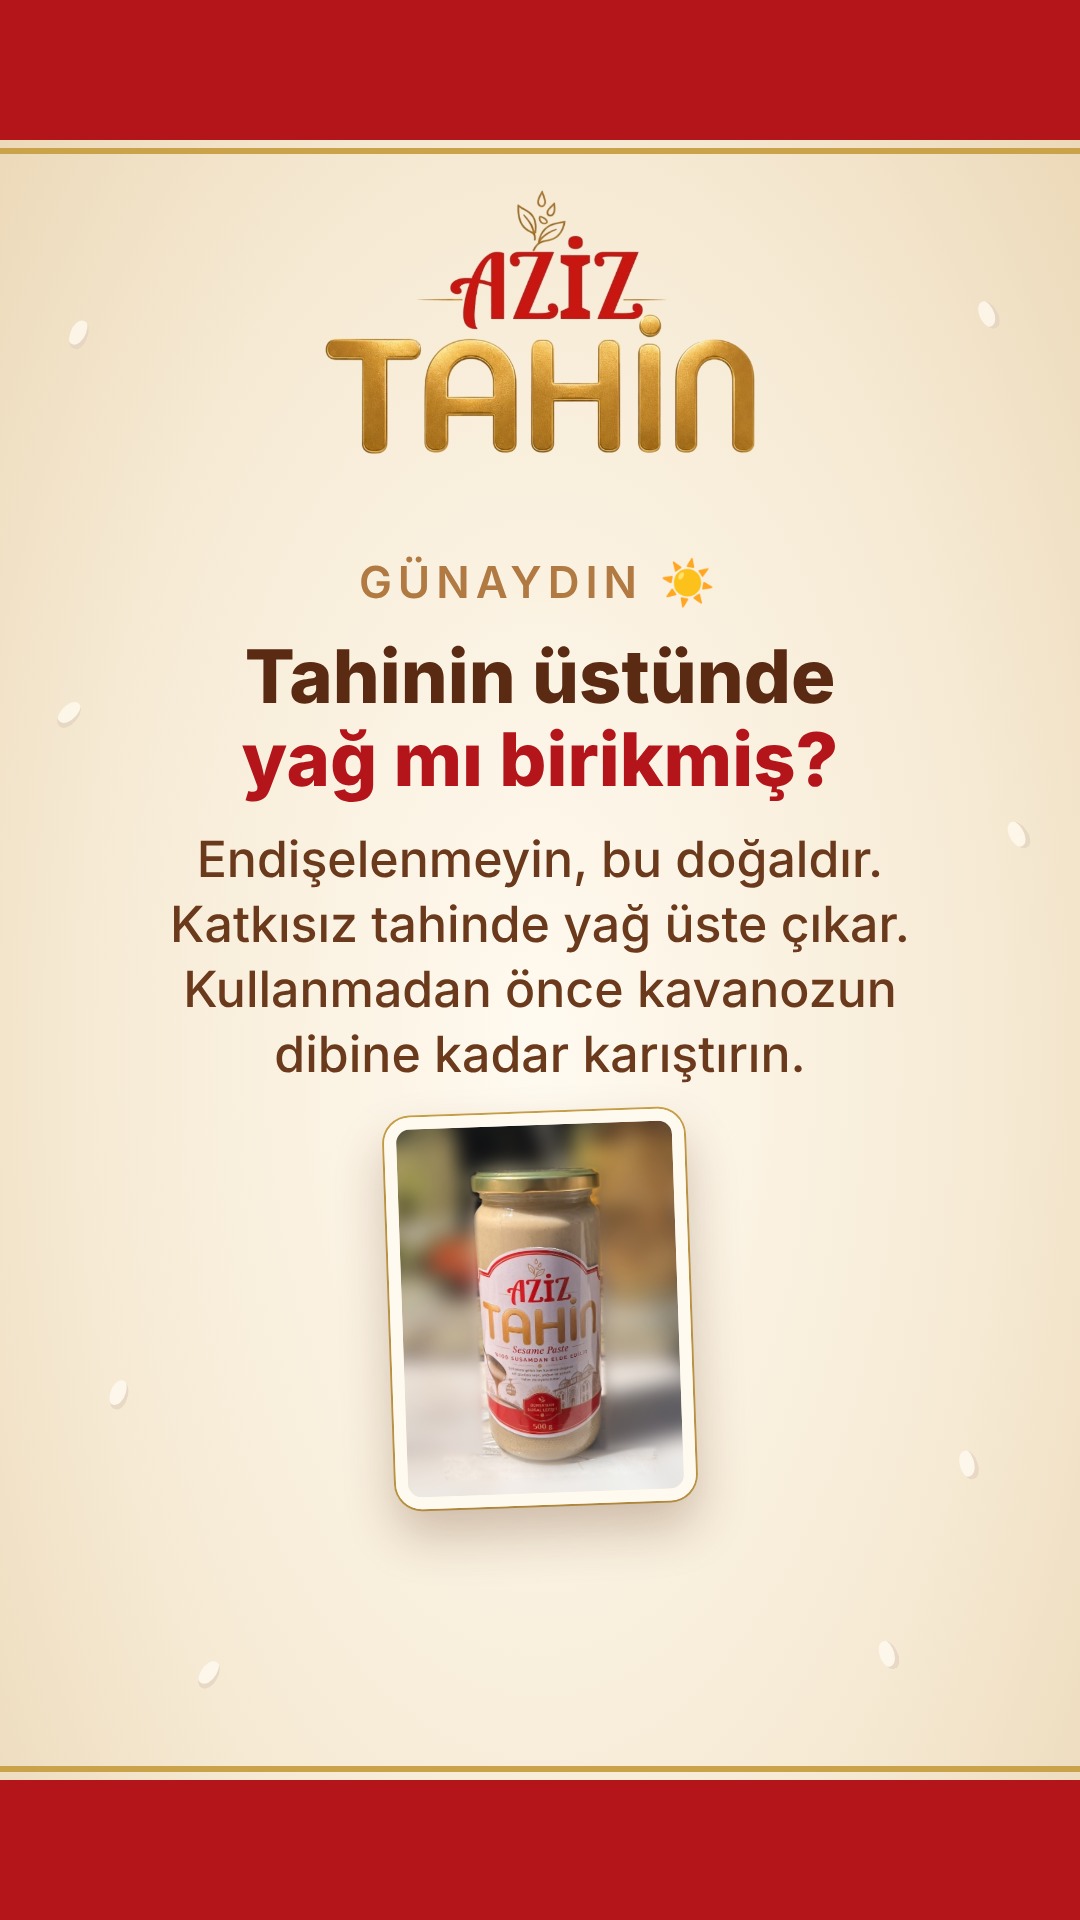 AZİZ
TAHİN
GÜNAYDIN ☀️
Tahinin üstünde
yağ mı birikmiş?
Endişelenmeyin, bu doğaldır.
Katkısız tahinde yağ üste çıkar.
Kullanmadan önce kavanozun
dibine kadar karıştırın.
AZİZ
TAHİN
Sesame Paste
500 g